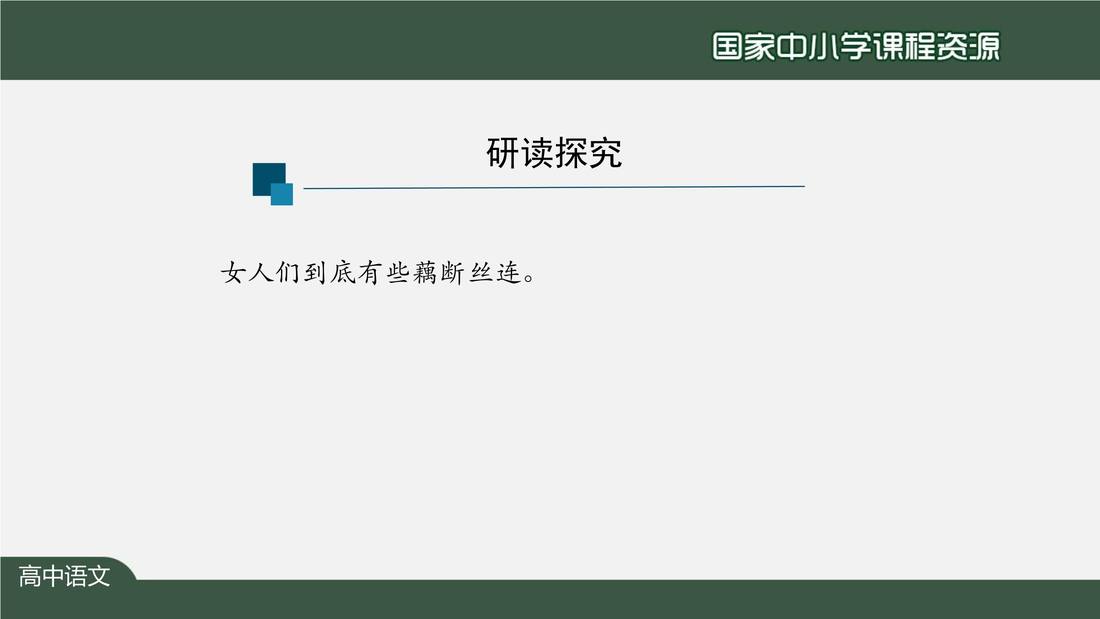 国家中小学课程资源
研读探究
女人们到底有些藕断丝连。
高中语文